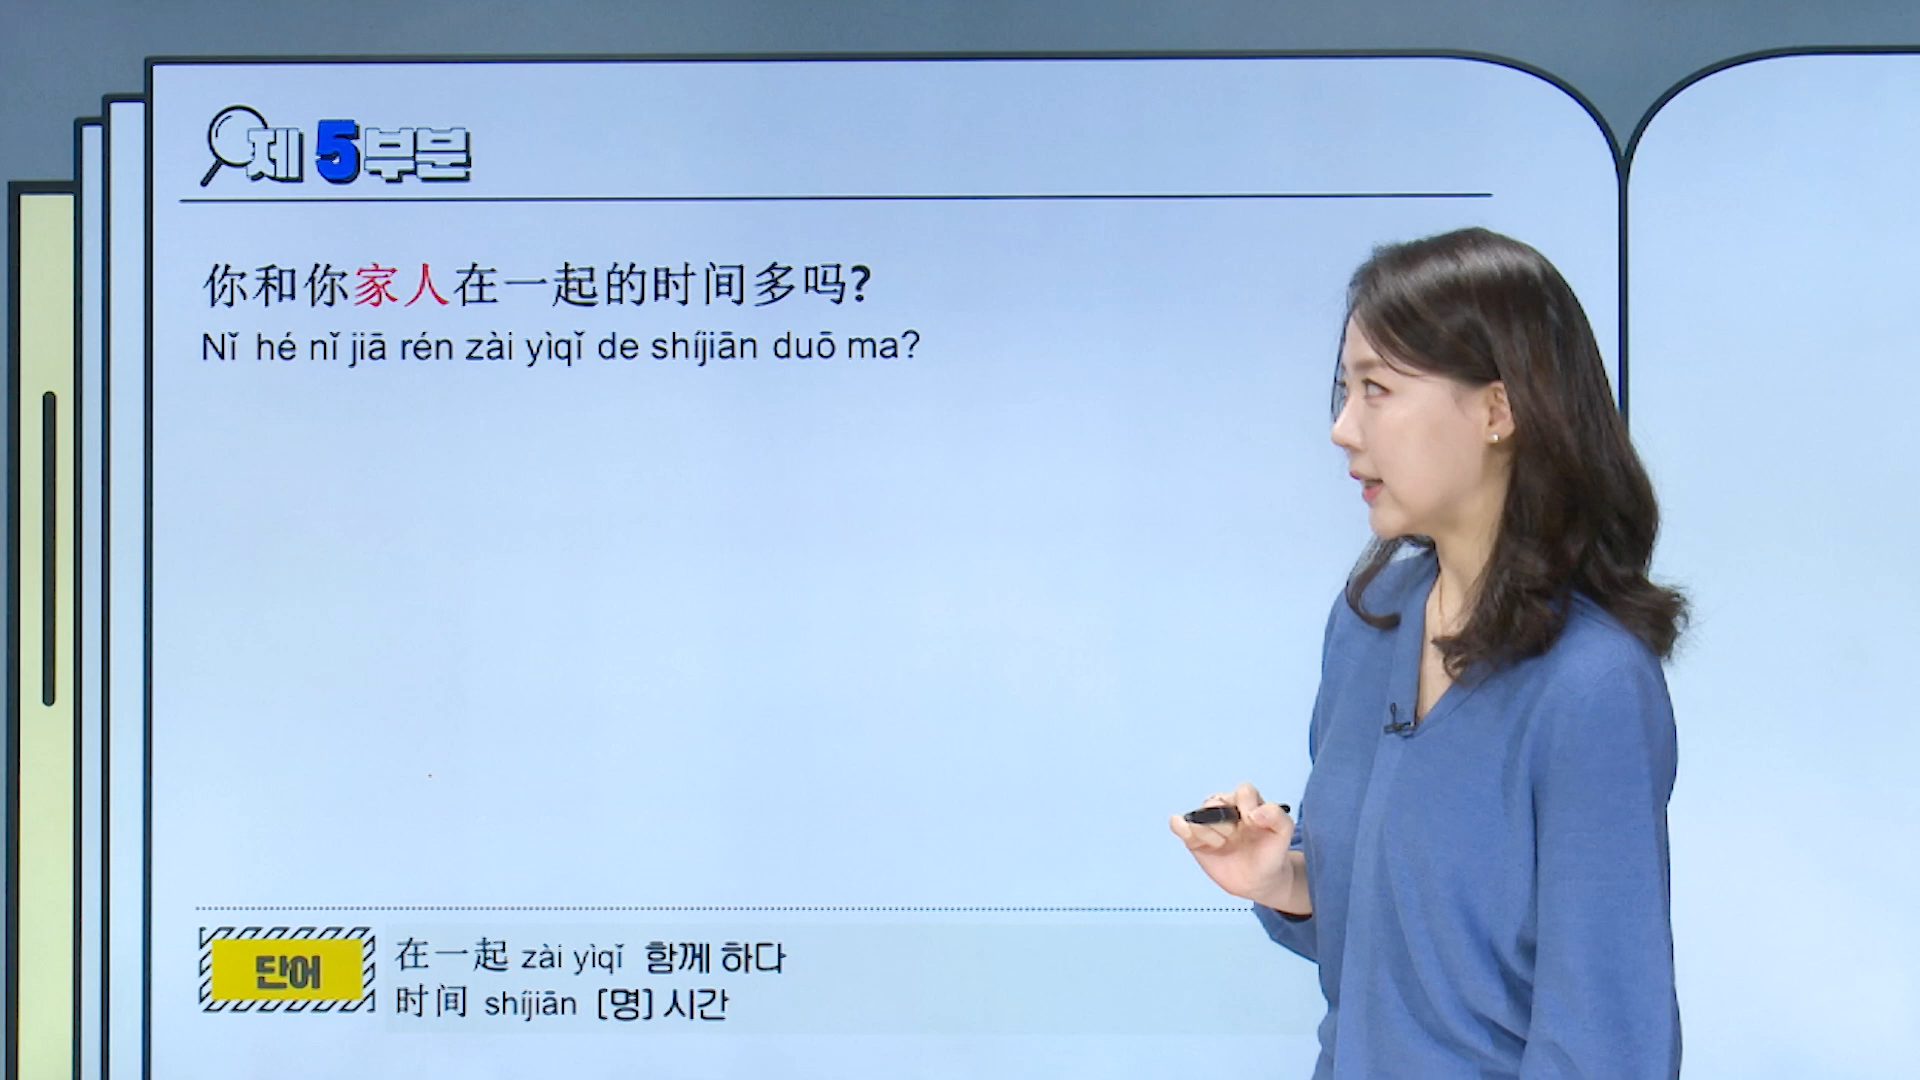 제 5 부분
你和你家人在一起的时间多吗?
Nǐ hé nǐ jiā rén zài yìqǐ de shíjiān duō ma?
단어
在一起 zài yìqǐ 함께 하다
时间 shíjiān [명] 시간